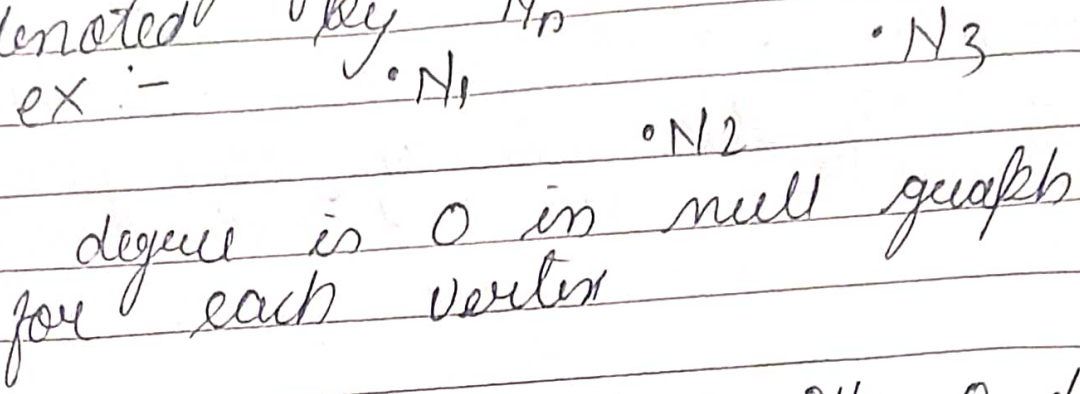 denoted by Nn
ex :- • N1 • N3
• N2
degree is 0 in null graph
for each vertex